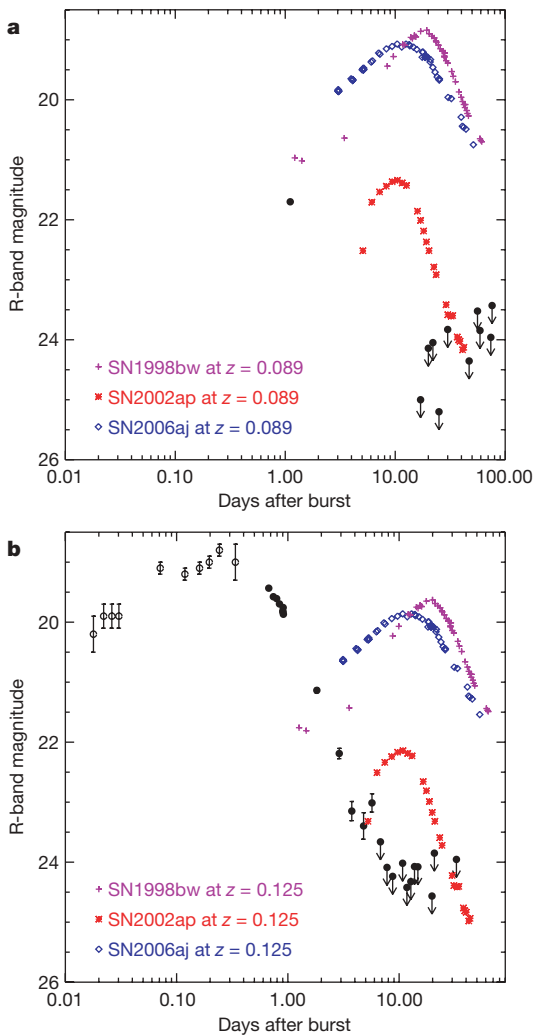 a
20
22
24
26
R-band magnitude
+ SN1998bw at z = 0.089
SN2002ap at z = 0.089
SN2006aj at z = 0.089
0.01 0.10 1.00 10.00 100.00
Days after burst
b
20
22
24
26
R-band magnitude
+ SN1998bw at z = 0.125
SN2002ap at z = 0.125
SN2006aj at z = 0.125
0.01 0.10 1.00 10.00
Days after burst